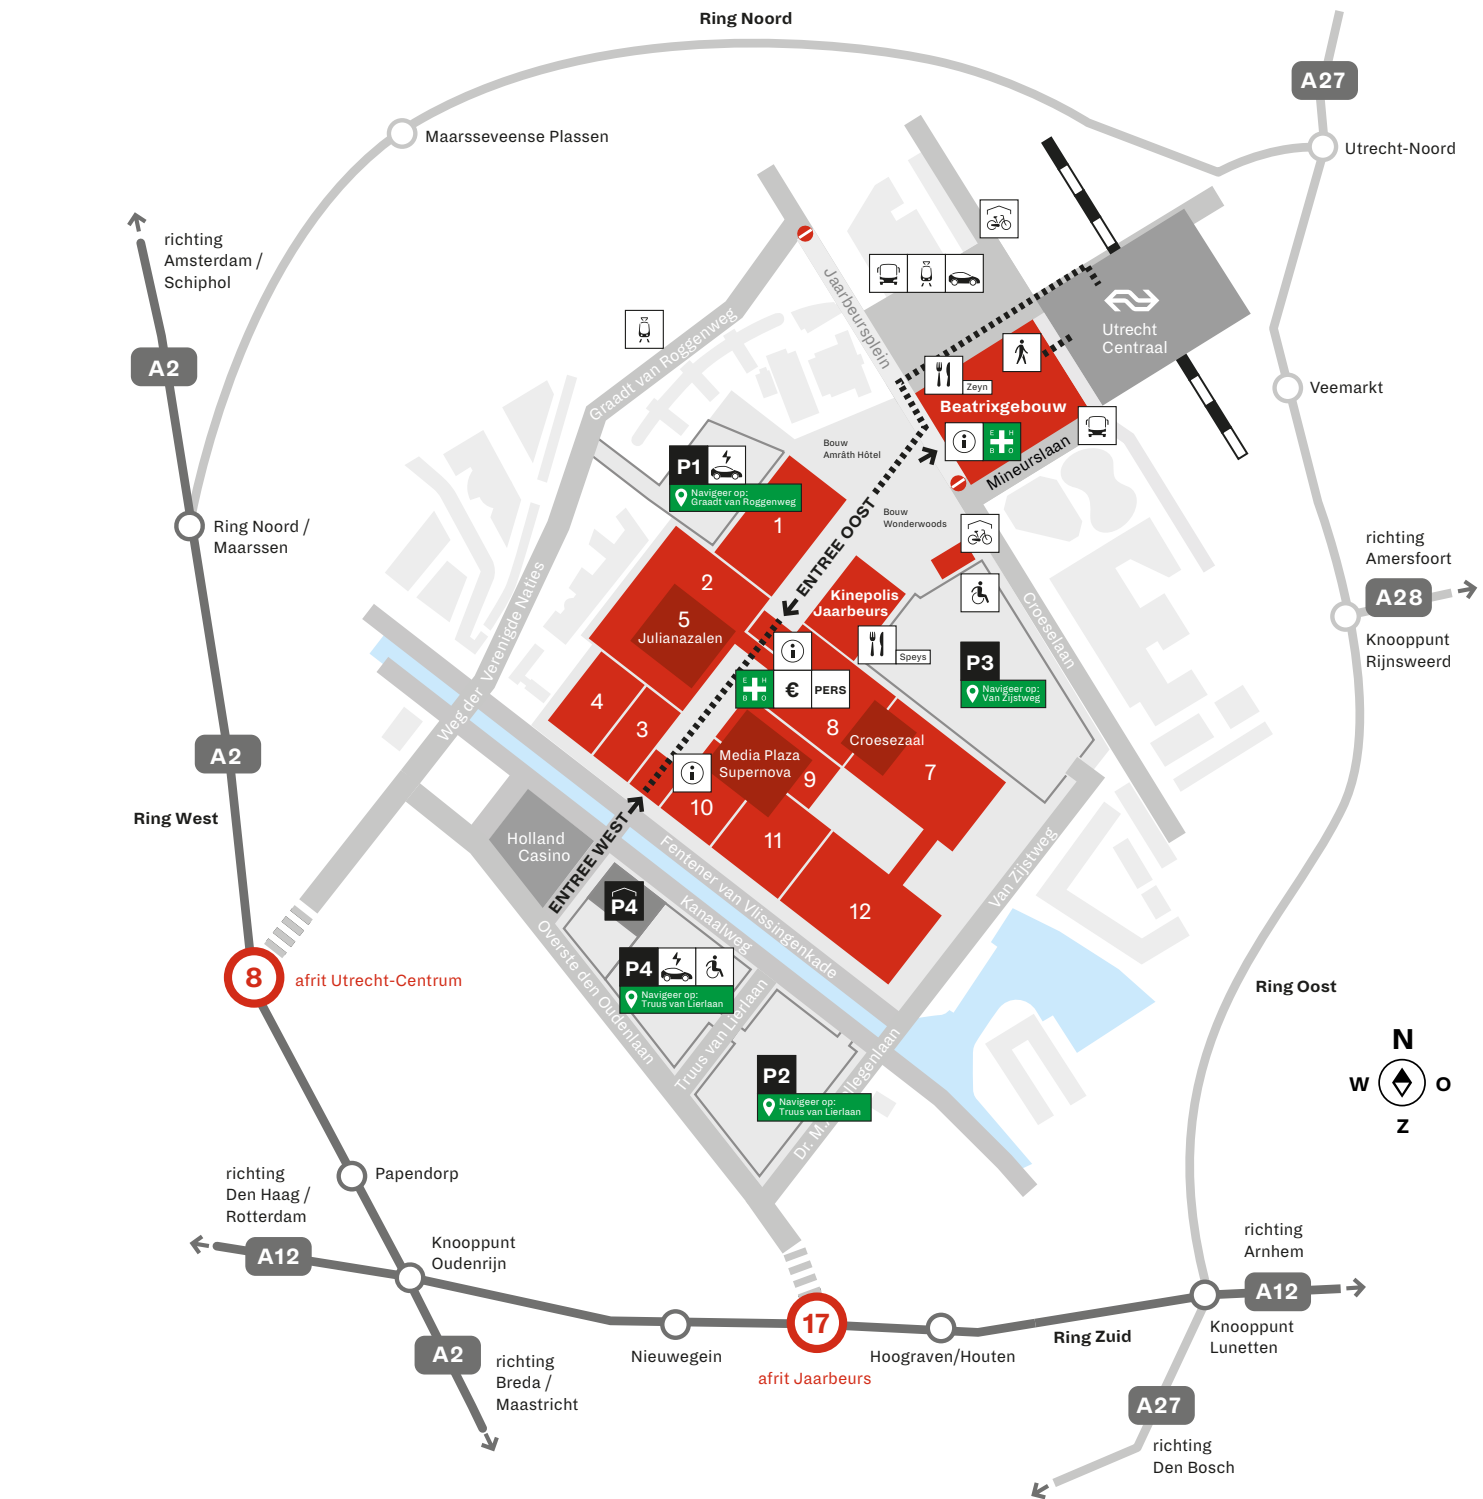 Ring Noord
A27
Maarsseveense Plassen
Utrecht-Noord
richting
Amsterdam /
Schiphol
Jaarbeursplein
Graadt van Roggenweg
Utrecht
Centraal
A2
Zeyn
Beatrixgebouw
E H
B O
Mineurslaan
Veemarkt
Bouw
Amrâth Hôtel
P1
Navigeer op:
Graadt van Roggenweg
1
ENTREE OOST
Bouw
Wonderwoods
Ring Noord /
Maarssen
richting
Amersfoort
A28
Knooppunt
Rijnsweerd
2
5
Julianazalen
Kinepolis
Jaarbeurs
Speys
Croeselaan
P3
Navigeer op:
Van Zijstweg
Weg der Verenigde Naties
E H
B O
€
PERS
4
3
8
Croesezaal
7
Media Plaza
Supernova
9
10
11
12
A2
Ring West
Holland
Casino
ENTREE WEST
Fentener van Vlissingenkade
Kanaalweg
Van Zijstweg
P4
P4
Navigeer op:
Truus van Lierlaan
Overste den Oudenlaan
Truus van Lierlaan
8
afrit Utrecht-Centrum
Ring Oost
P2
Navigeer op:
Truus van Lierlaan
N
W
O
Z
Papendorp
richting
Den Haag /
Rotterdam
A12
Knooppunt
Oudenrijn
richting
Arnhem
A12
Knooppunt
Lunetten
17
afrit Jaarbeurs
Nieuwegein
Hoograven/Houten
Ring Zuid
A2
richting
Breda /
Maastricht
A27
richting
Den Bosch